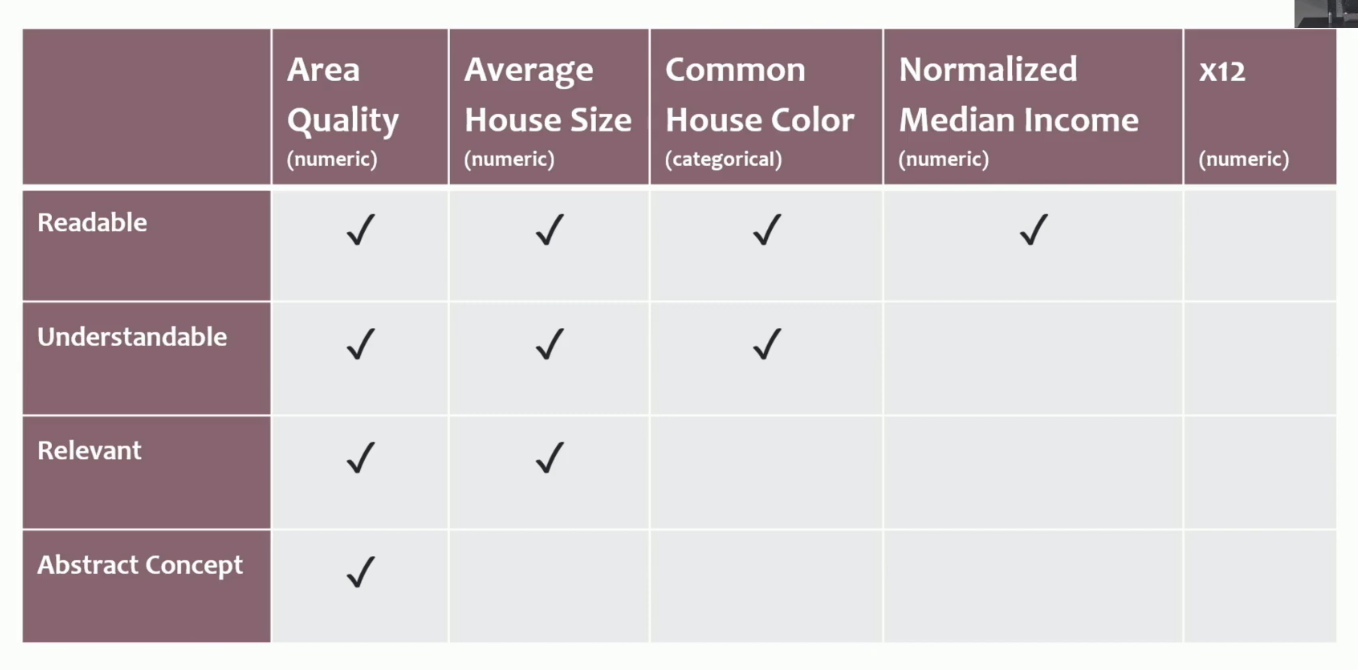 Area
Quality
(numeric)
Average
House Size
(numeric)
Common
House Color
(categorical)
Normalized
Median Income
(numeric)
x12
(numeric)
Readable ✓ ✓ ✓ ✓
Understandable ✓ ✓ ✓
Relevant ✓ ✓
Abstract Concept ✓